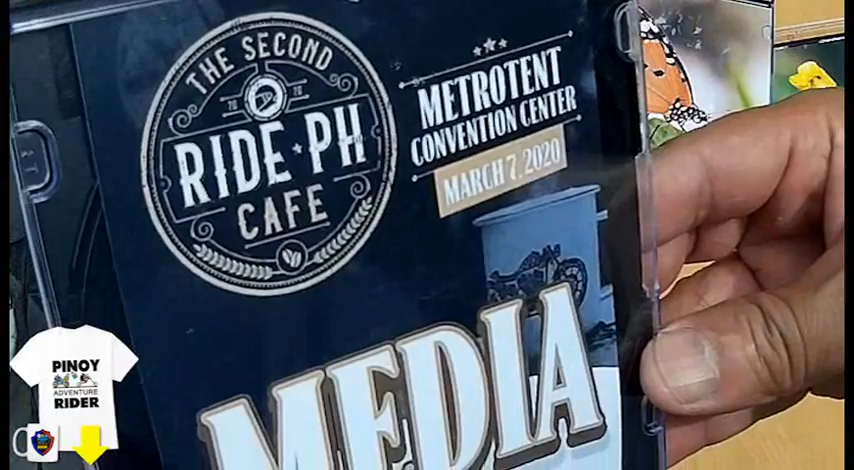 THE SECOND
20 20
RIDE PH
CAFE
METROTENT
CONVENTION CENTER
MARCH 7, 2020
MEDIA
PINOY
ADVENTURE
RIDER